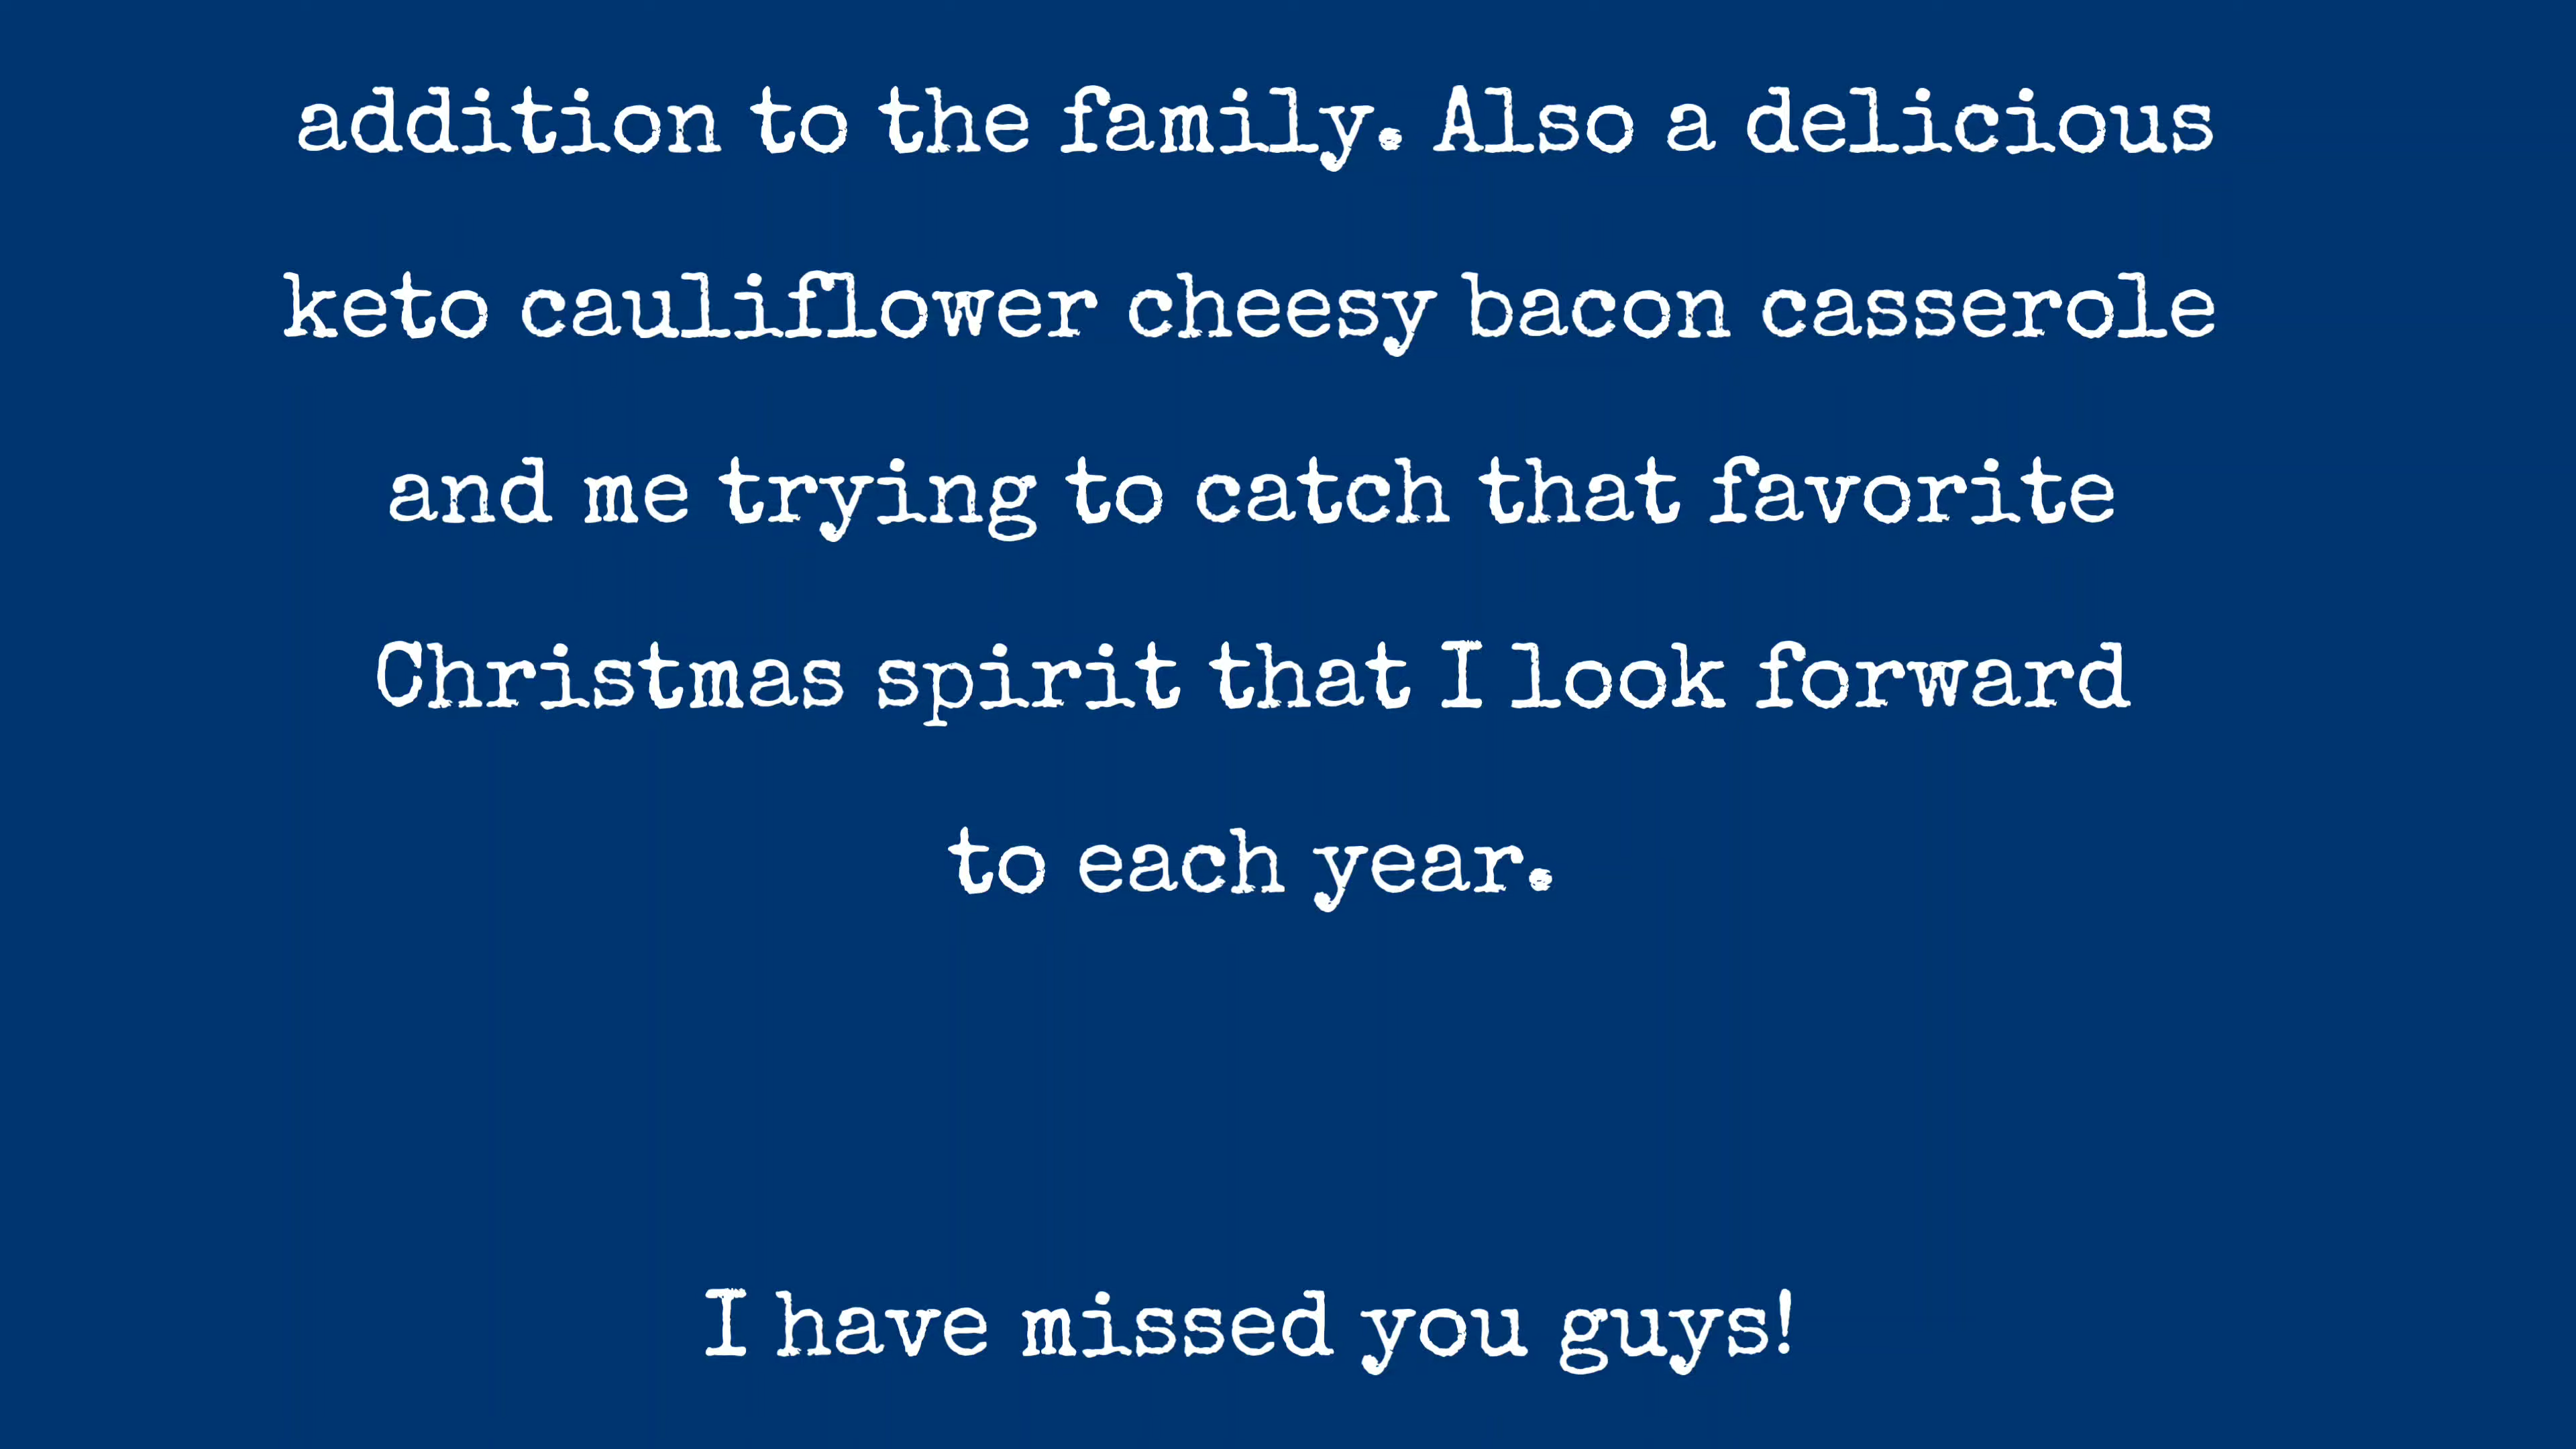 addition to the family. Also a delicious
keto cauliflower cheesy bacon casserole
and me trying to catch that favorite
Christmas spirit that I look forward
to each year.
I have missed you guys!